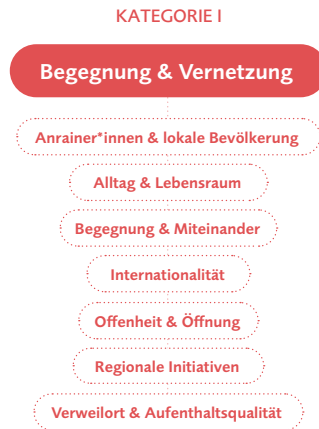 KATEGORIE I
Begegnung & Vernetzung
Anrainer*innen & lokale Bevölkerung
Alltag & Lebensraum
Begegnung & Miteinander
Internationalität
Offenheit & Öffnung
Regionale Initiativen
Verweilort & Aufenthaltsqualität